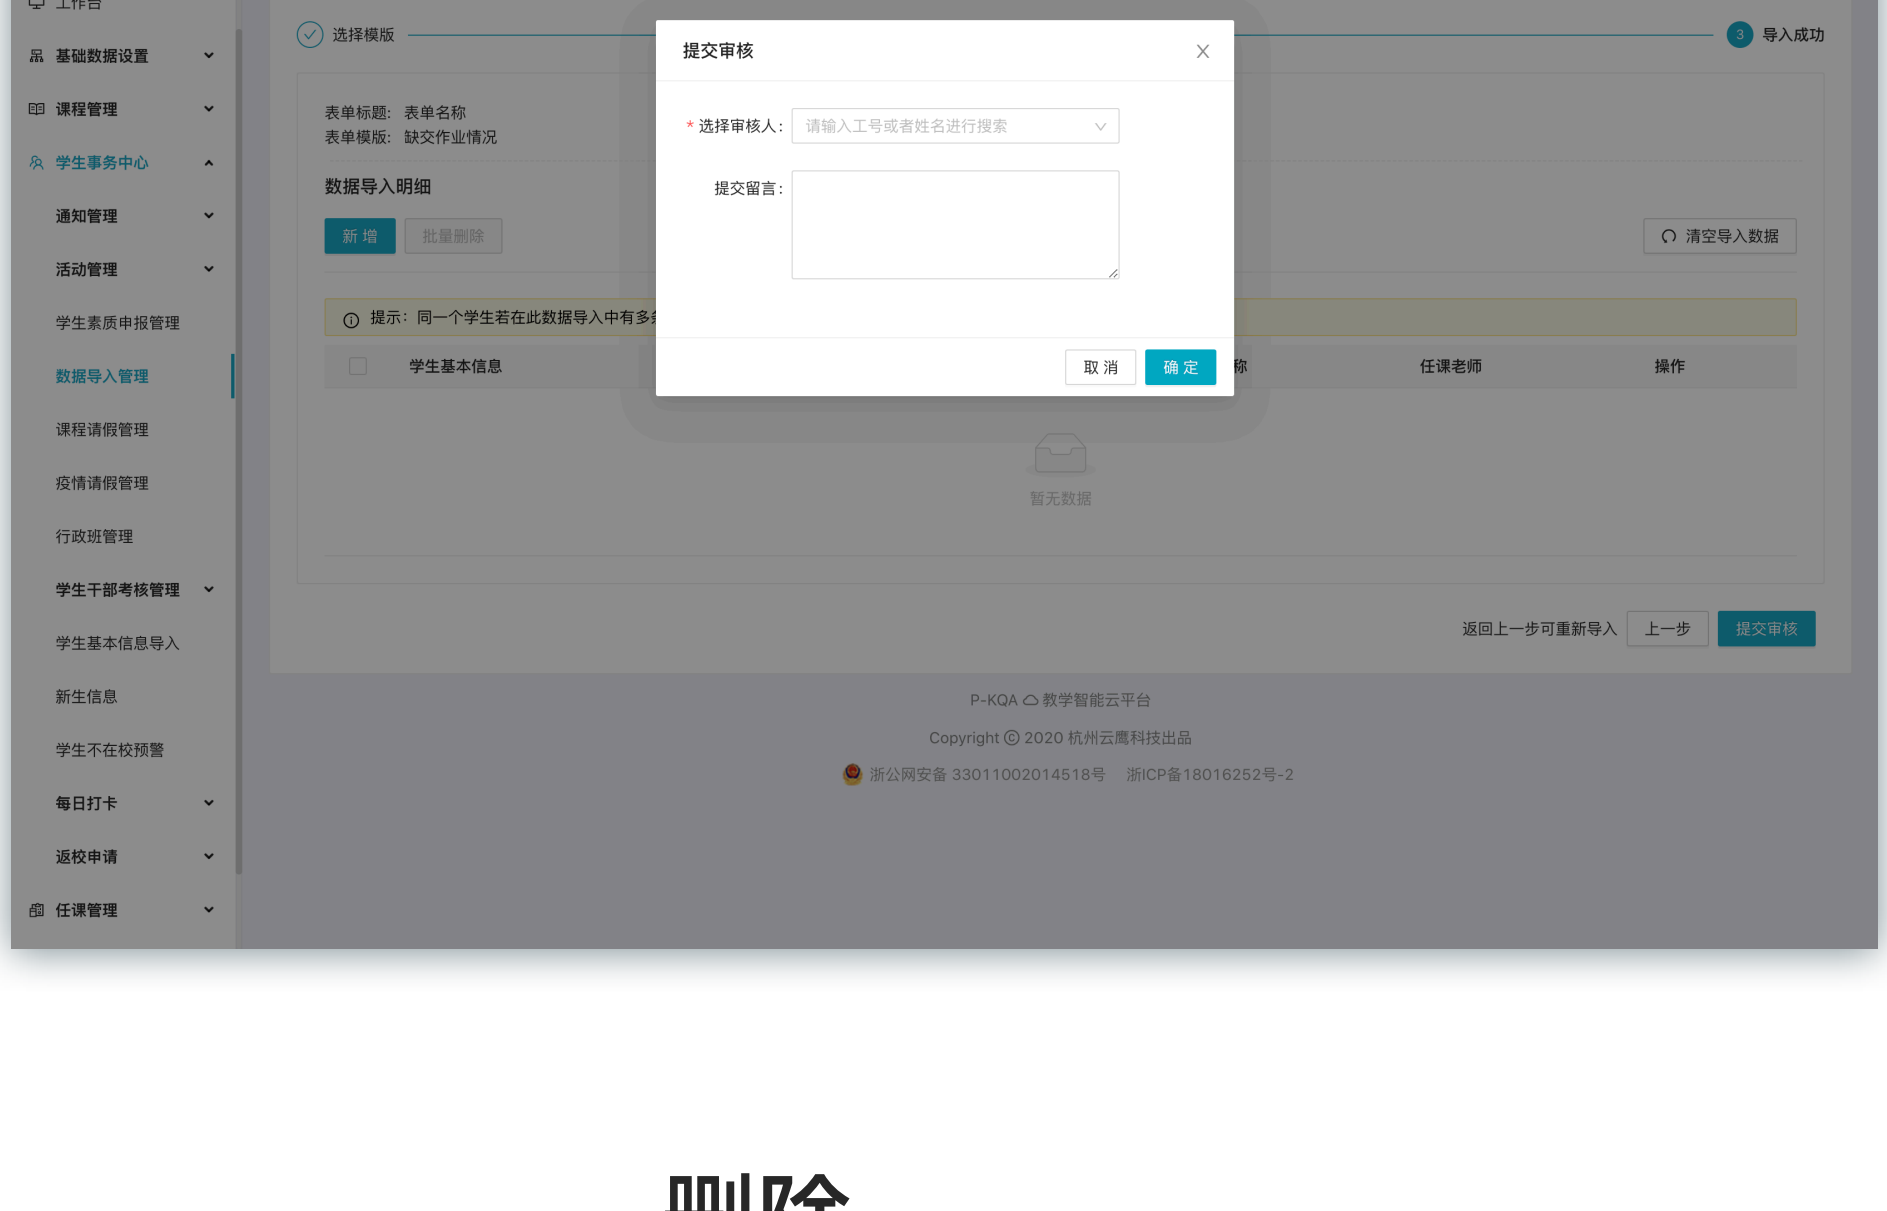 工作台
基础数据设置
课程管理
学生事务中心
通知管理
活动管理
学生素质申报管理
数据导入管理
课程请假管理
疫情请假管理
行政班管理
学生干部考核管理
学生基本信息导入
新生信息
学生不在校预警
每日打卡
返校申请
任课管理
选择模版
3 导入成功
表单标题: 表单名称
表单模版: 缺交作业情况
数据导入明细
新 增 批量删除
清空导入数据
提示: 同一个学生若在此数据导入中有多
学生基本信息 称 任课老师 操作
暂无数据
提交审核
* 选择审核人: 请输入工号或者姓名进行搜索
提交留言:
取 消 确 定
返回上一步可重新导入 上一步 提交审核
P-KQA 教学智能云平台
Copyright © 2020 杭州云鹰科技出品
浙公网安备 33011002014518号 浙ICP备18016252号-2
删除